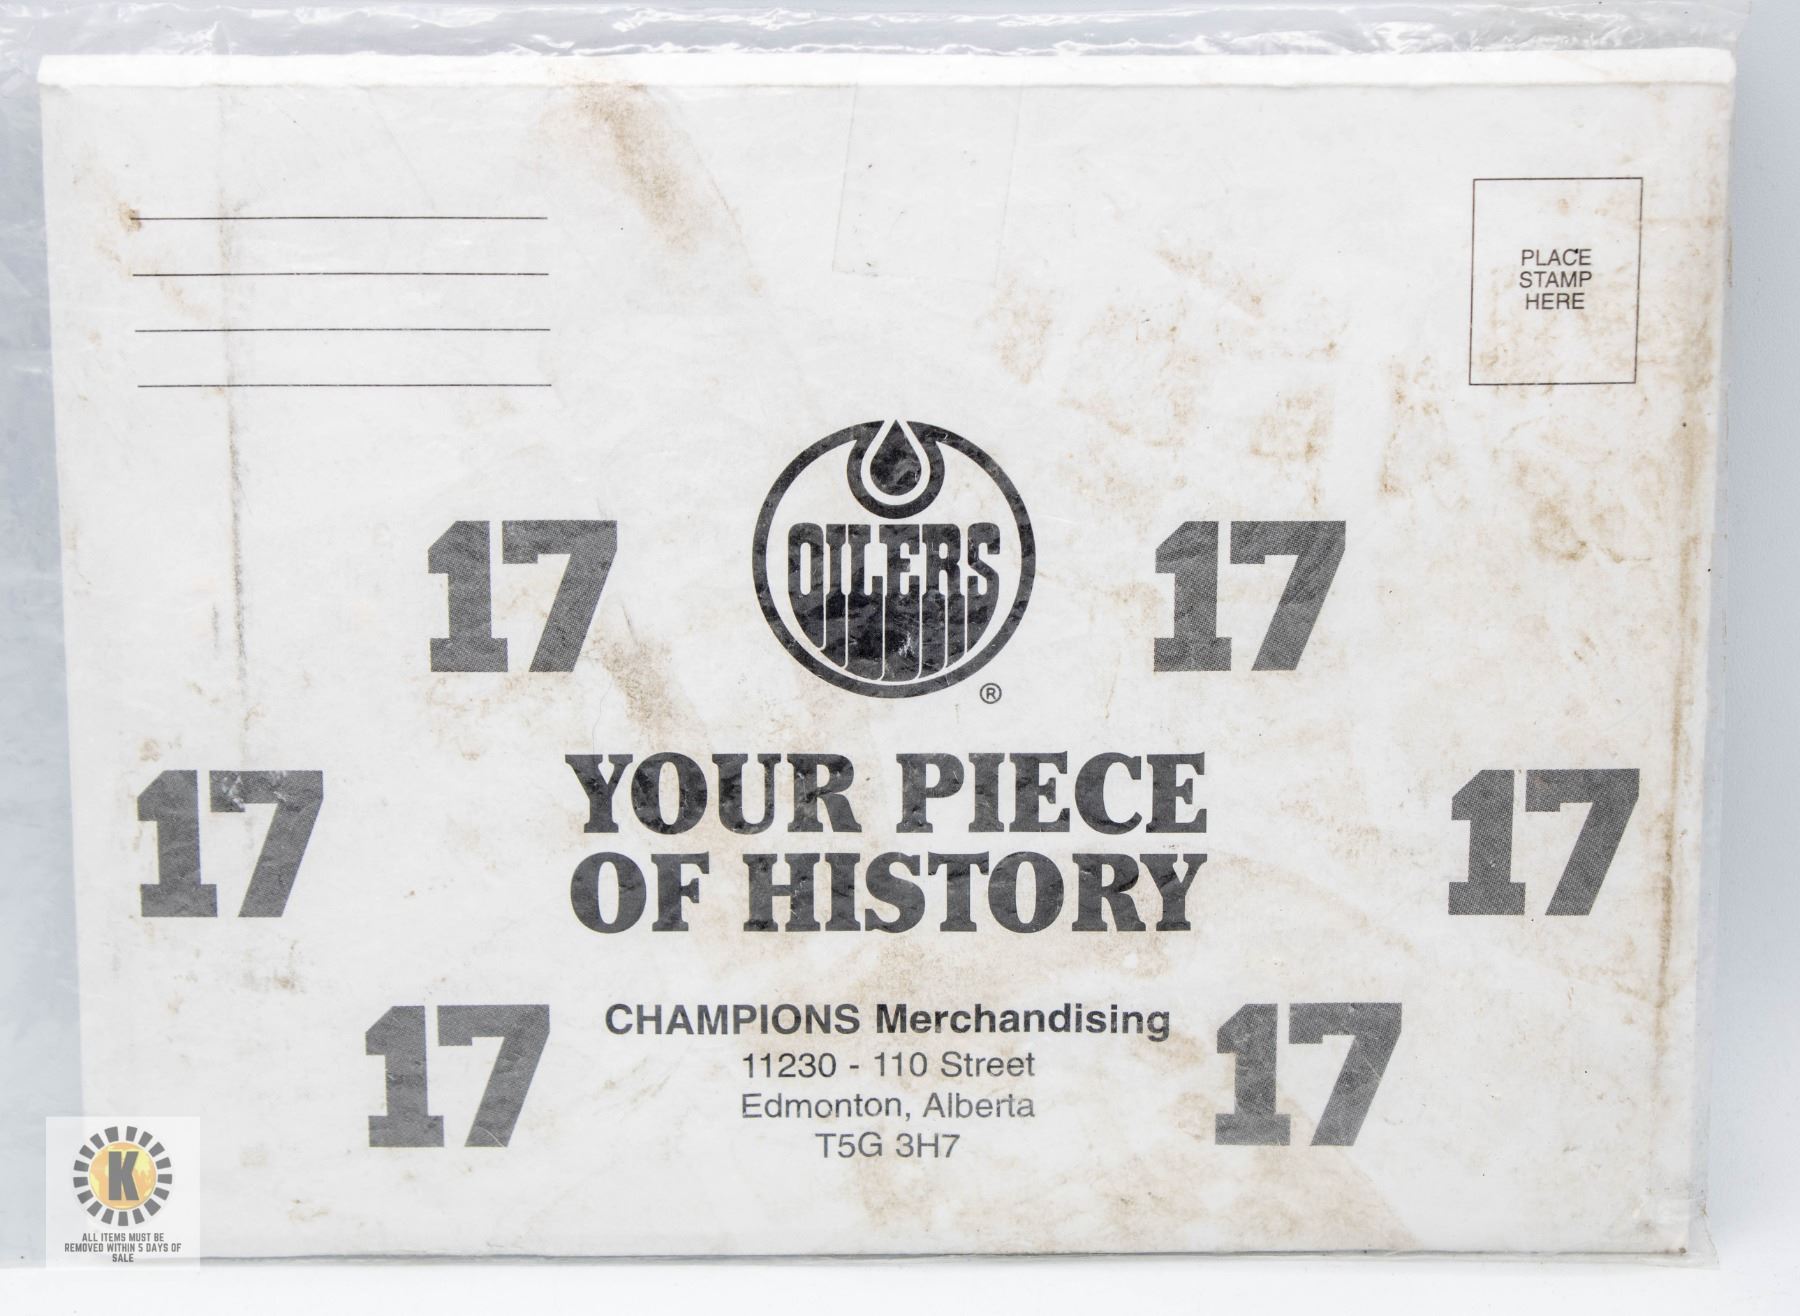 PLACE
STAMP
HERE
OILERS
®
17 17
YOUR PIECE
OF HISTORY
17 17
CHAMPIONS Merchandising
17 17
11230 - 110 Street
Edmonton, Alberta
T5G 3H7
K
ALL ITEMS MUST BE
REMOVED WITHIN 5 DAYS OF
SALE